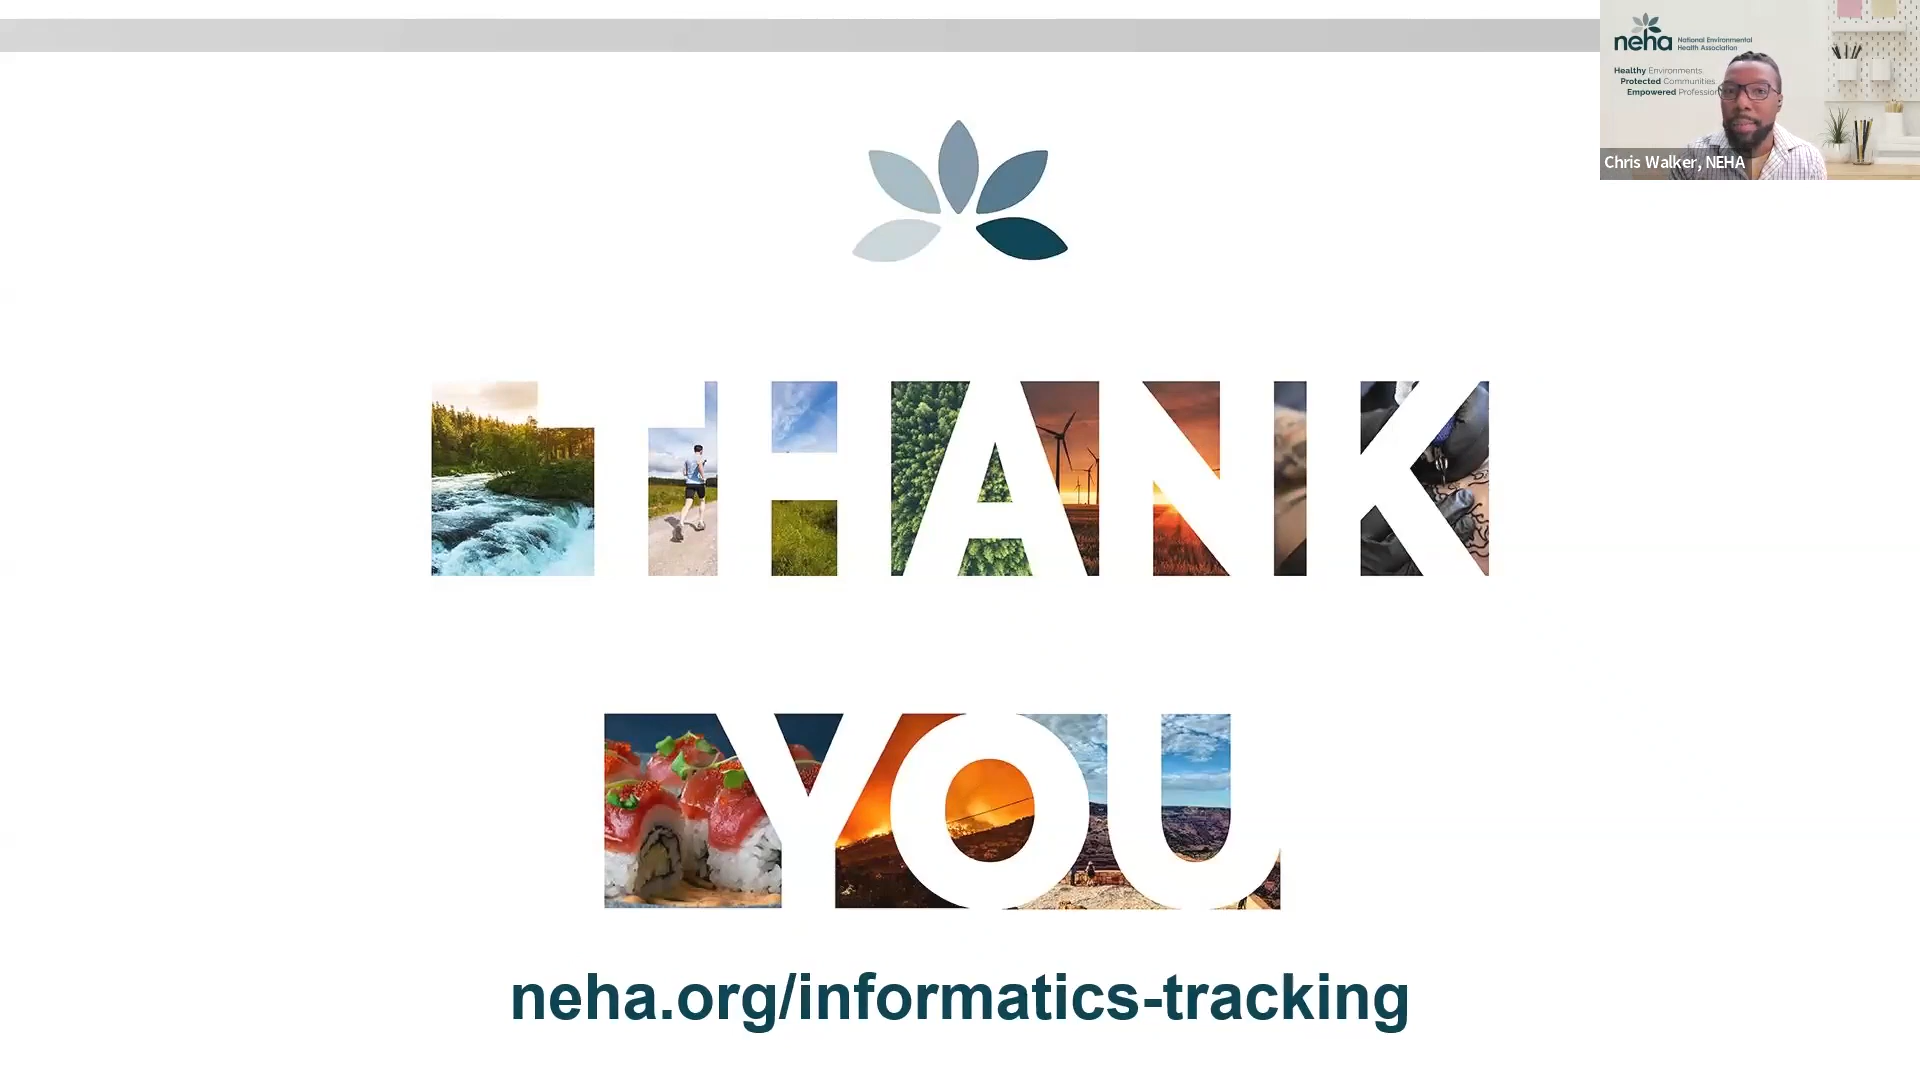 neha National Environmental
Health Association
Healthy Environments
Protected Communities
Empowered
Chris Walker, NEHA
THANK
YOU
neha.org/informatics-tracking